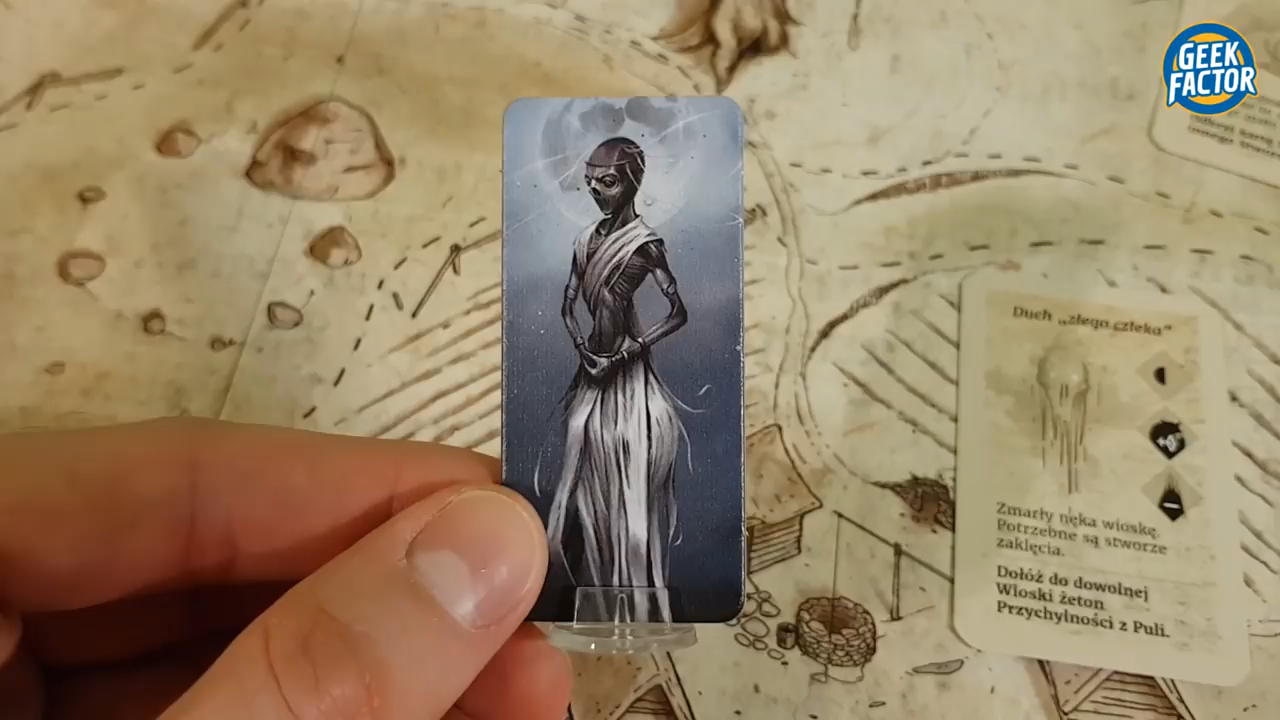 GEEK
FACTOR
Duch „złego człeka"
Zmarły nęka wioskę.
Potrzebne są stworze
zaklęcia.
Dołóż do dowolnej
Wioski żeton
Przychylności z Puli.